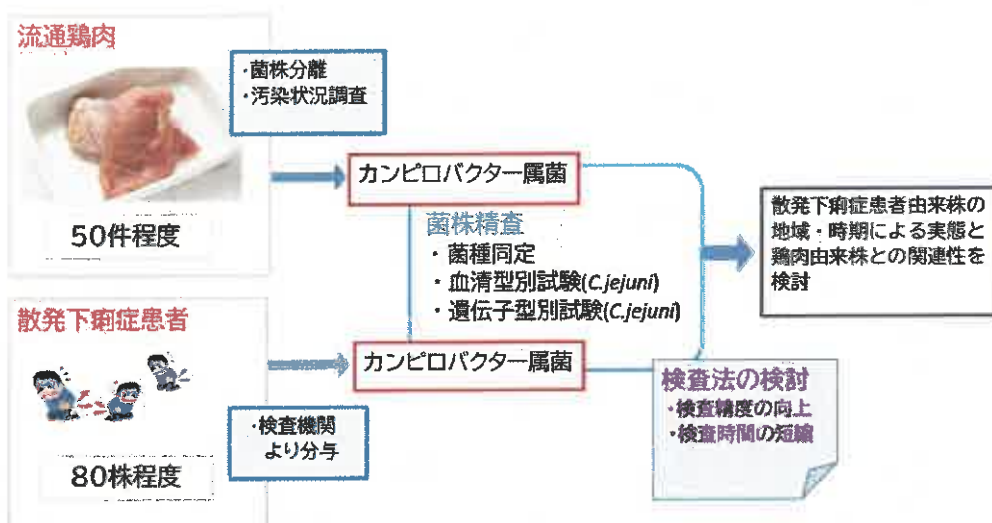 流通鶏肉
・菌株分離
・汚染状況調査
50件程度
カンピロバクター属菌
菌株精査
・ 菌種同定
・ 血清型別試験(C.jejuni)
・ 遺伝子型別試験(C.jejuni)
散発下痢症患者
カンピロバクター属菌
・検査機関
より分与
80株程度
散発下痢症患者由来株の
地域・時期による実態と
鶏肉由来株との関連性を
検討
検査法の検討
・検査精度の向上
・検査時間の短縮